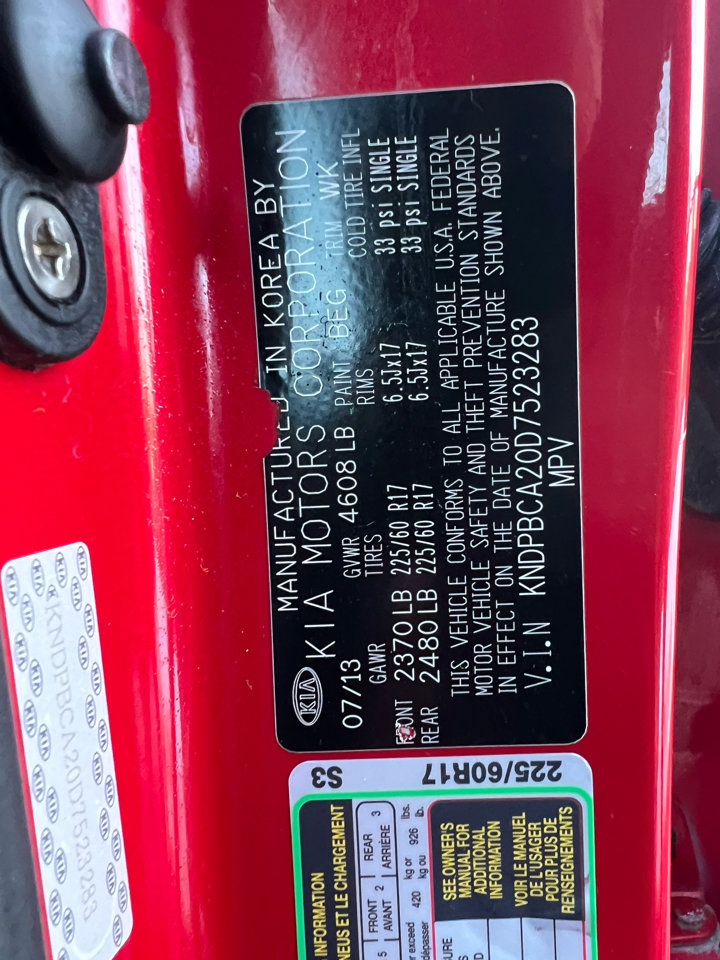 MANUFACTURED IN KOREA BY
KIA KIA MOTORS CORPORATION
07/13 GVWR 4608 LB PAINT BEG TRIM WK
GAWR TIRES RIMS COLD TIRE INFL
FRONT 2370 LB 225/60 R17 6.5Jx17 33 psi SINGLE
REAR 2480 LB 225/60 R17 6.5Jx17 33 psi SINGLE
THIS VEHICLE CONFORMS TO ALL APPLICABLE U.S.A. FEDERAL
MOTOR VEHICLE SAFETY AND THEFT PREVENTION STANDARDS
IN EFFECT ON THE DATE OF MANUFACTURE SHOWN ABOVE.
V.I.N KNDPBCA20D7523283
MPV
*KNDPBCA20D7523283
S3
225/60R17
INFORMATION
NEUS ET LE CHARGEMENT
5 FRONT 2 REAR 3
AVANT ARRIÈRE
er exceed 420 kg or 926 lbs.
dépasser kg ou lb.
SEE OWNER'S
MANUAL FOR
ADDITIONAL
INFORMATION
VOIR LE MANUEL
DE L'USAGER
POUR PLUS DE
RENSEIGNEMENTS